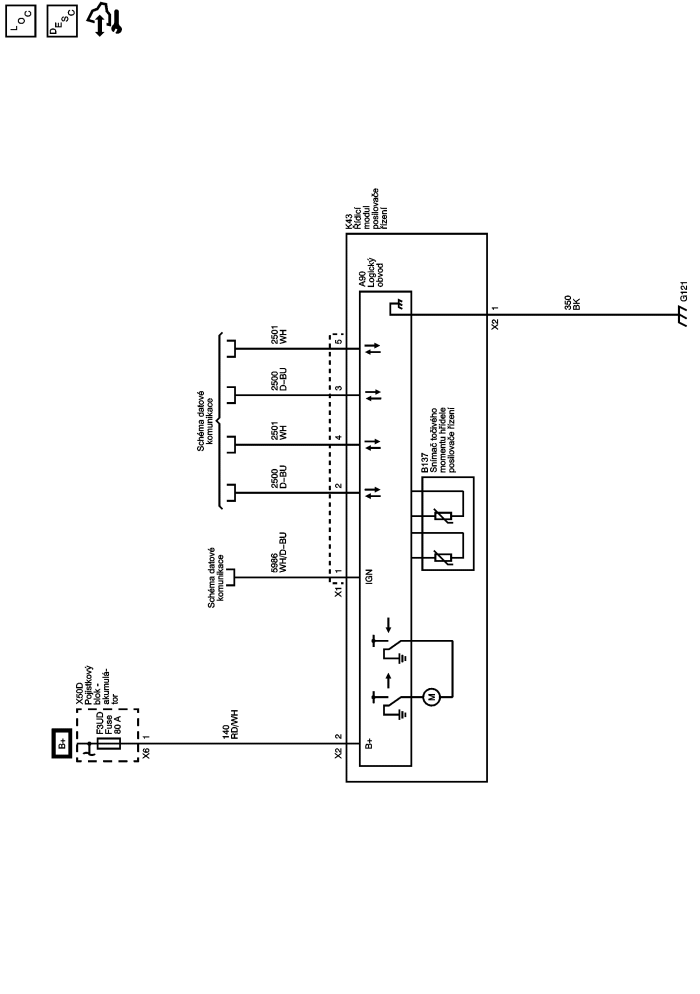 LOC
DESC
B+
X50D
Pojistkový
blok -
akumulá-
tor
F3UD
Fuse
80 A
1
X6
140
RD/WH
Schéma datové
komunikace
5986
WH/D-BU
Schéma datové
komunikace
2500
D-BU
2501
WH
2500
D-BU
2501
WH
X2
2
X1
1
2
4
3
5
K43
Řídicí
modul
posilovače
řízení
A90
Logický
obvod
B+
IGN
M
B137
Snímač točivého
momentu hřídele
posilovače řízení
X2
1
350
BK
G121